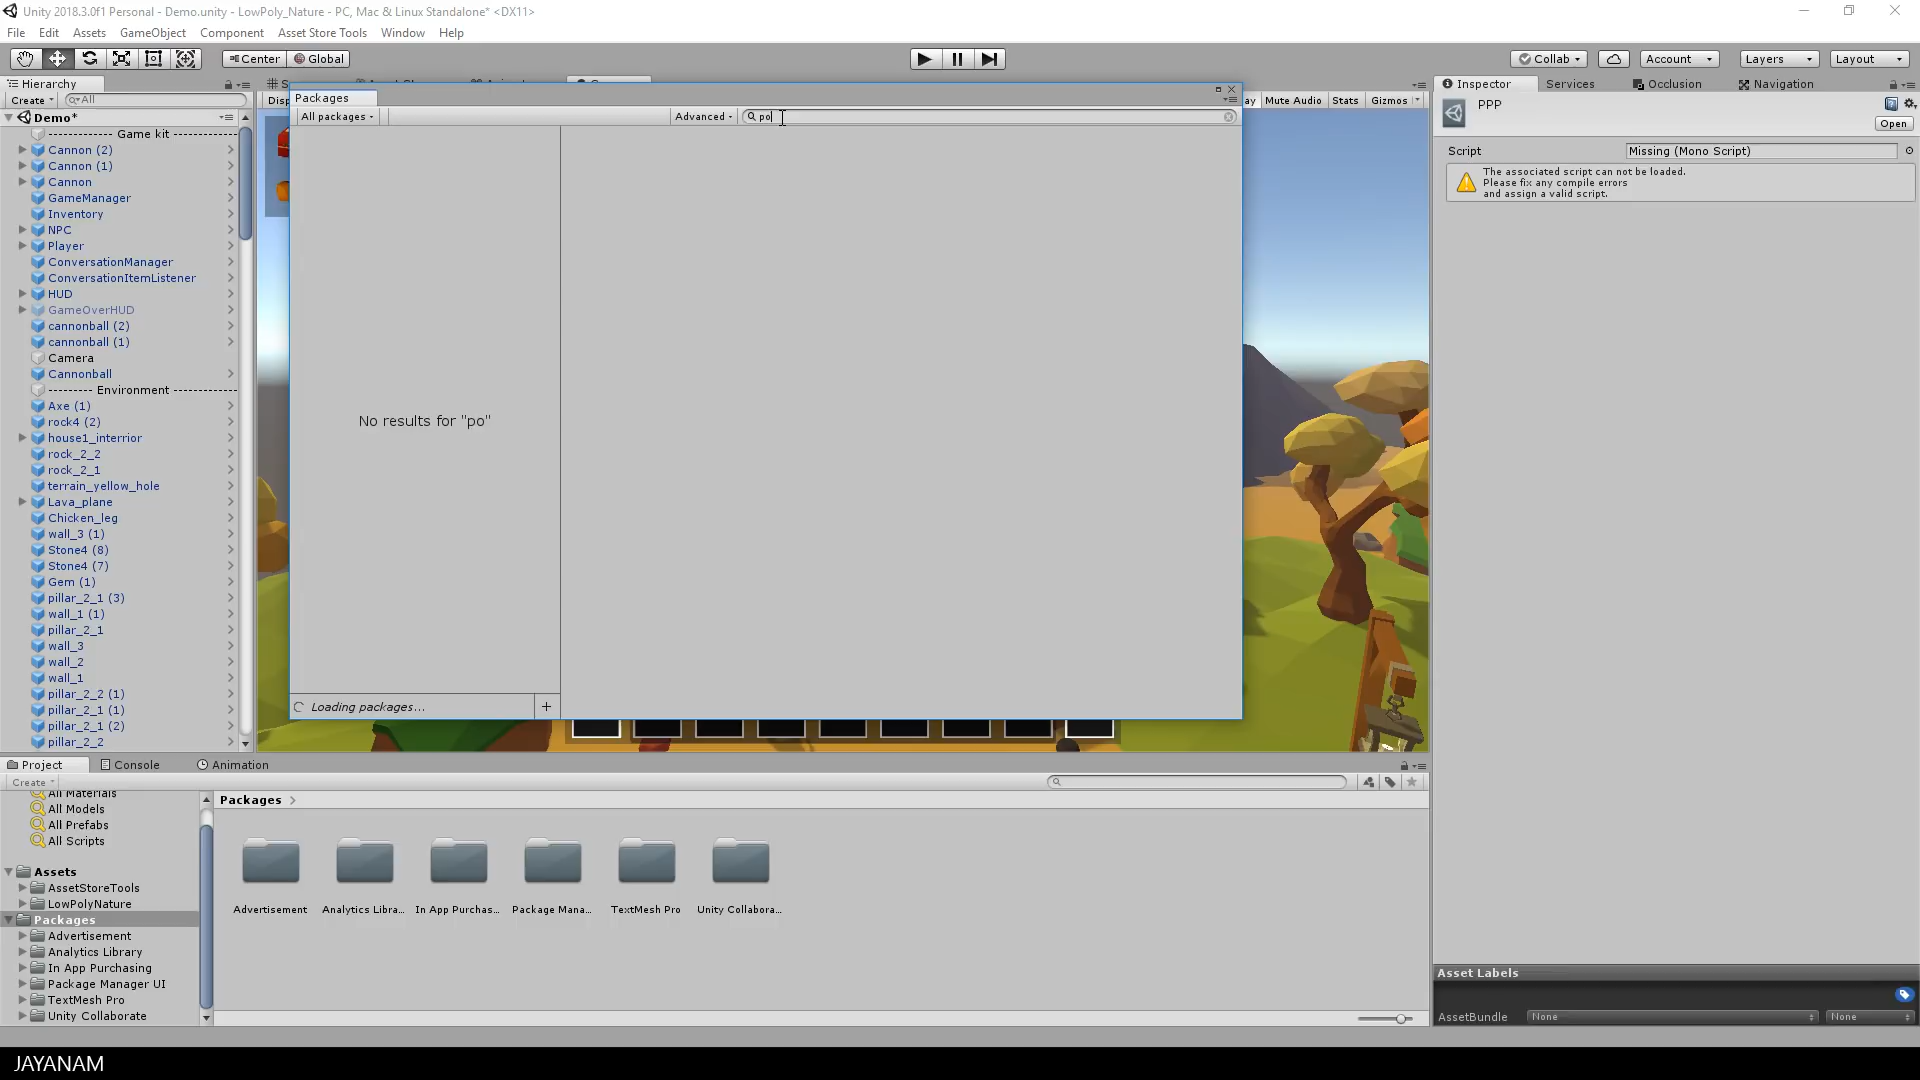 Unity 2018.3.0f1 Personal - Demo.unity - LowPoly_Nature - PC, Mac & Linux Standalone* <DX11>
File Edit Assets GameObject Component Asset Store Tools Window Help
Center Global Collab Account Layers Layout
Hierarchy
Create All
Demo*
------------ Game kit ------------
Cannon (2)
Cannon (1)
Cannon
GameManager
Inventory
NPC
Player
ConversationManager
ConversationItemListener
HUD
GameOverHUD
cannonball (2)
cannonball (1)
Camera
Cannonball
--------- Environment ------------
Axe (1)
rock4 (2)
house1_interrior
rock_2_2
rock_2_1
terrain_yellow_hole
Lava_plane
Chicken_leg
wall_3 (1)
Stone4 (8)
Stone4 (7)
Gem (1)
pillar_2_1 (3)
wall_1 (1)
pillar_2_1
wall_3
wall_2
wall_1
pillar_2_2 (1)
pillar_2_1 (1)
pillar_2_1 (2)
pillar_2_2
Disp
Packages
All packages Advanced po
No results for "po"
Loading packages... +
ay Mute Audio Stats Gizmos
Inspector Services Occlusion Navigation
PPP
Open
Script Missing (Mono Script)
The associated script can not be loaded.
Please fix any compile errors
and assign a valid script.
Project Console Animation
Create
All Materials
All Models
All Prefabs
All Scripts
Assets
AssetStoreTools
LowPolyNature
Packages
Advertisement
Analytics Library
In App Purchasing
Package Manager UI
TextMesh Pro
Unity Collaborate
Packages
Advertisement Analytics Libra... In App Purchas... Package Mana... TextMesh Pro Unity Collabora...
Asset Labels
AssetBundle None None
JAYANAM